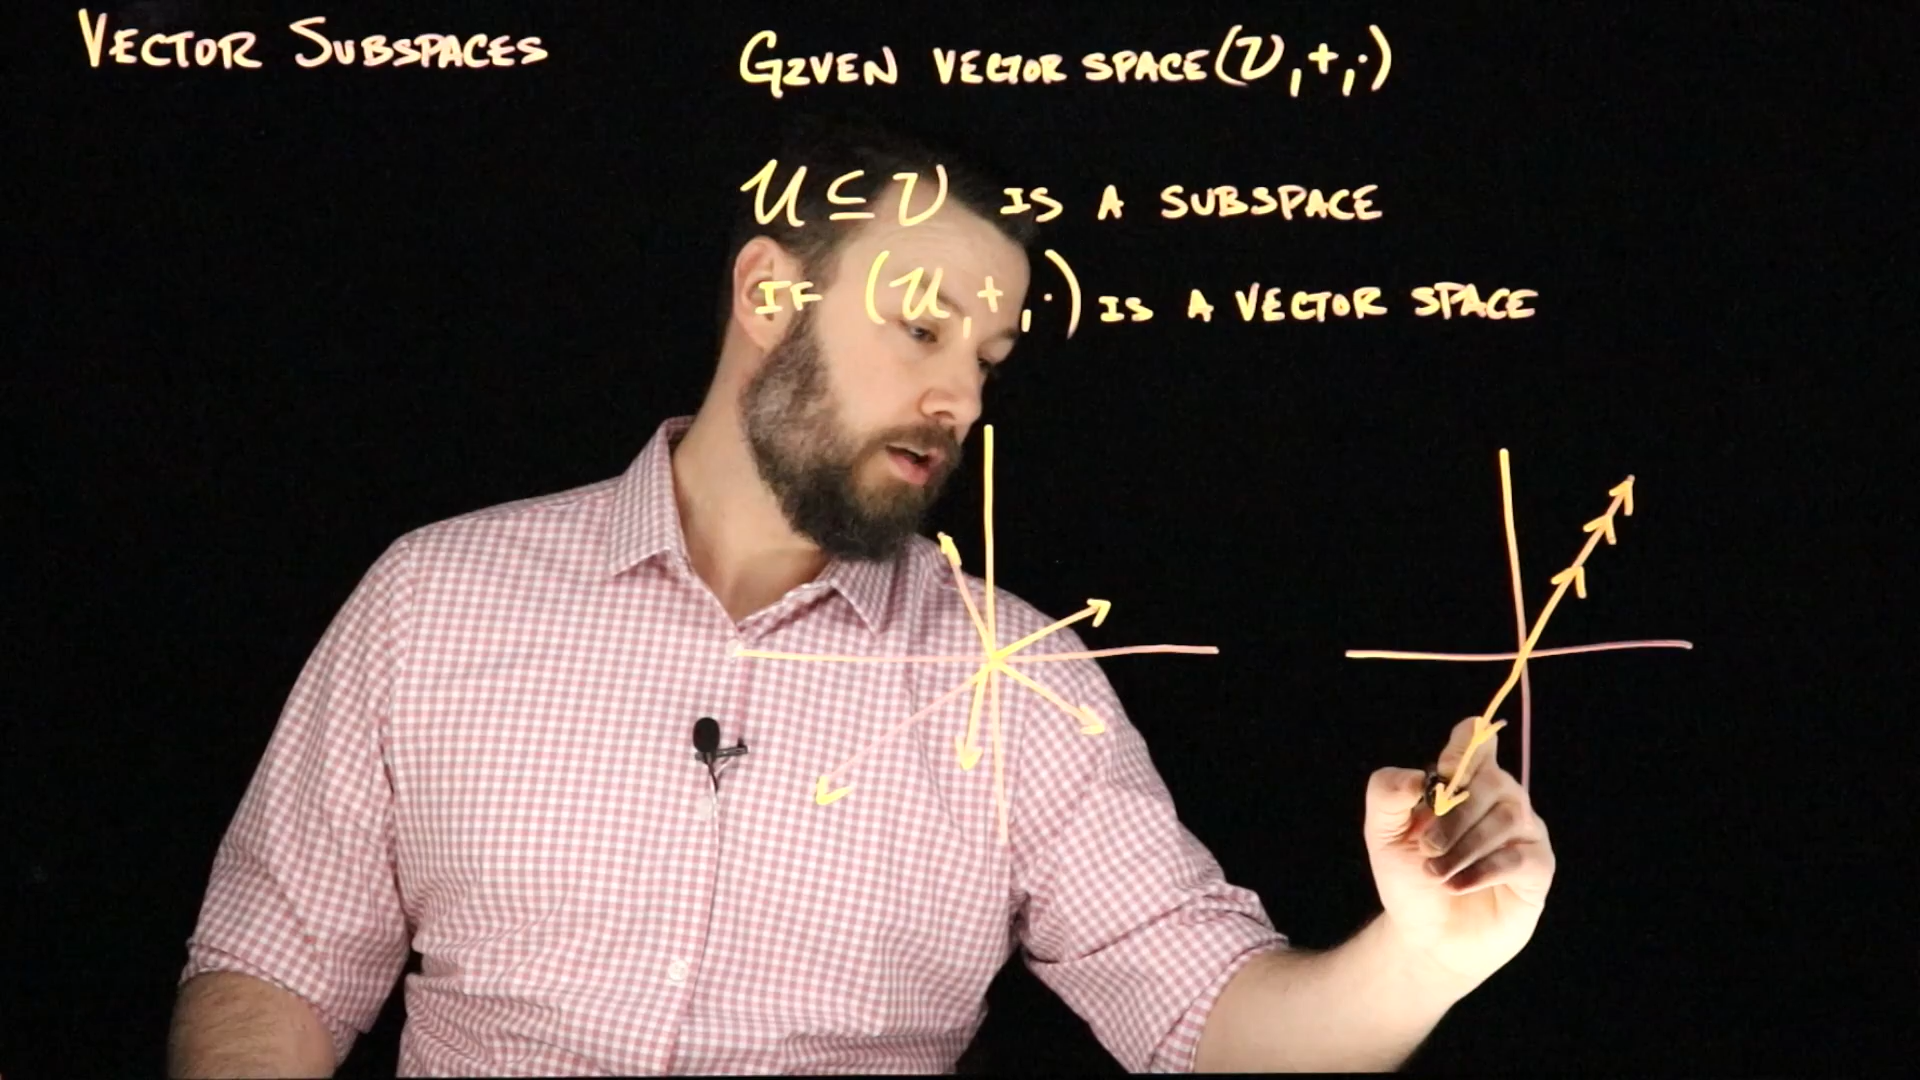 VECTOR SUBSPACES
GIVEN VECTOR SPACE (V, +, ·)
U ⊆ V IS A SUBSPACE
IF (U, +, ·) IS A VECTOR SPACE